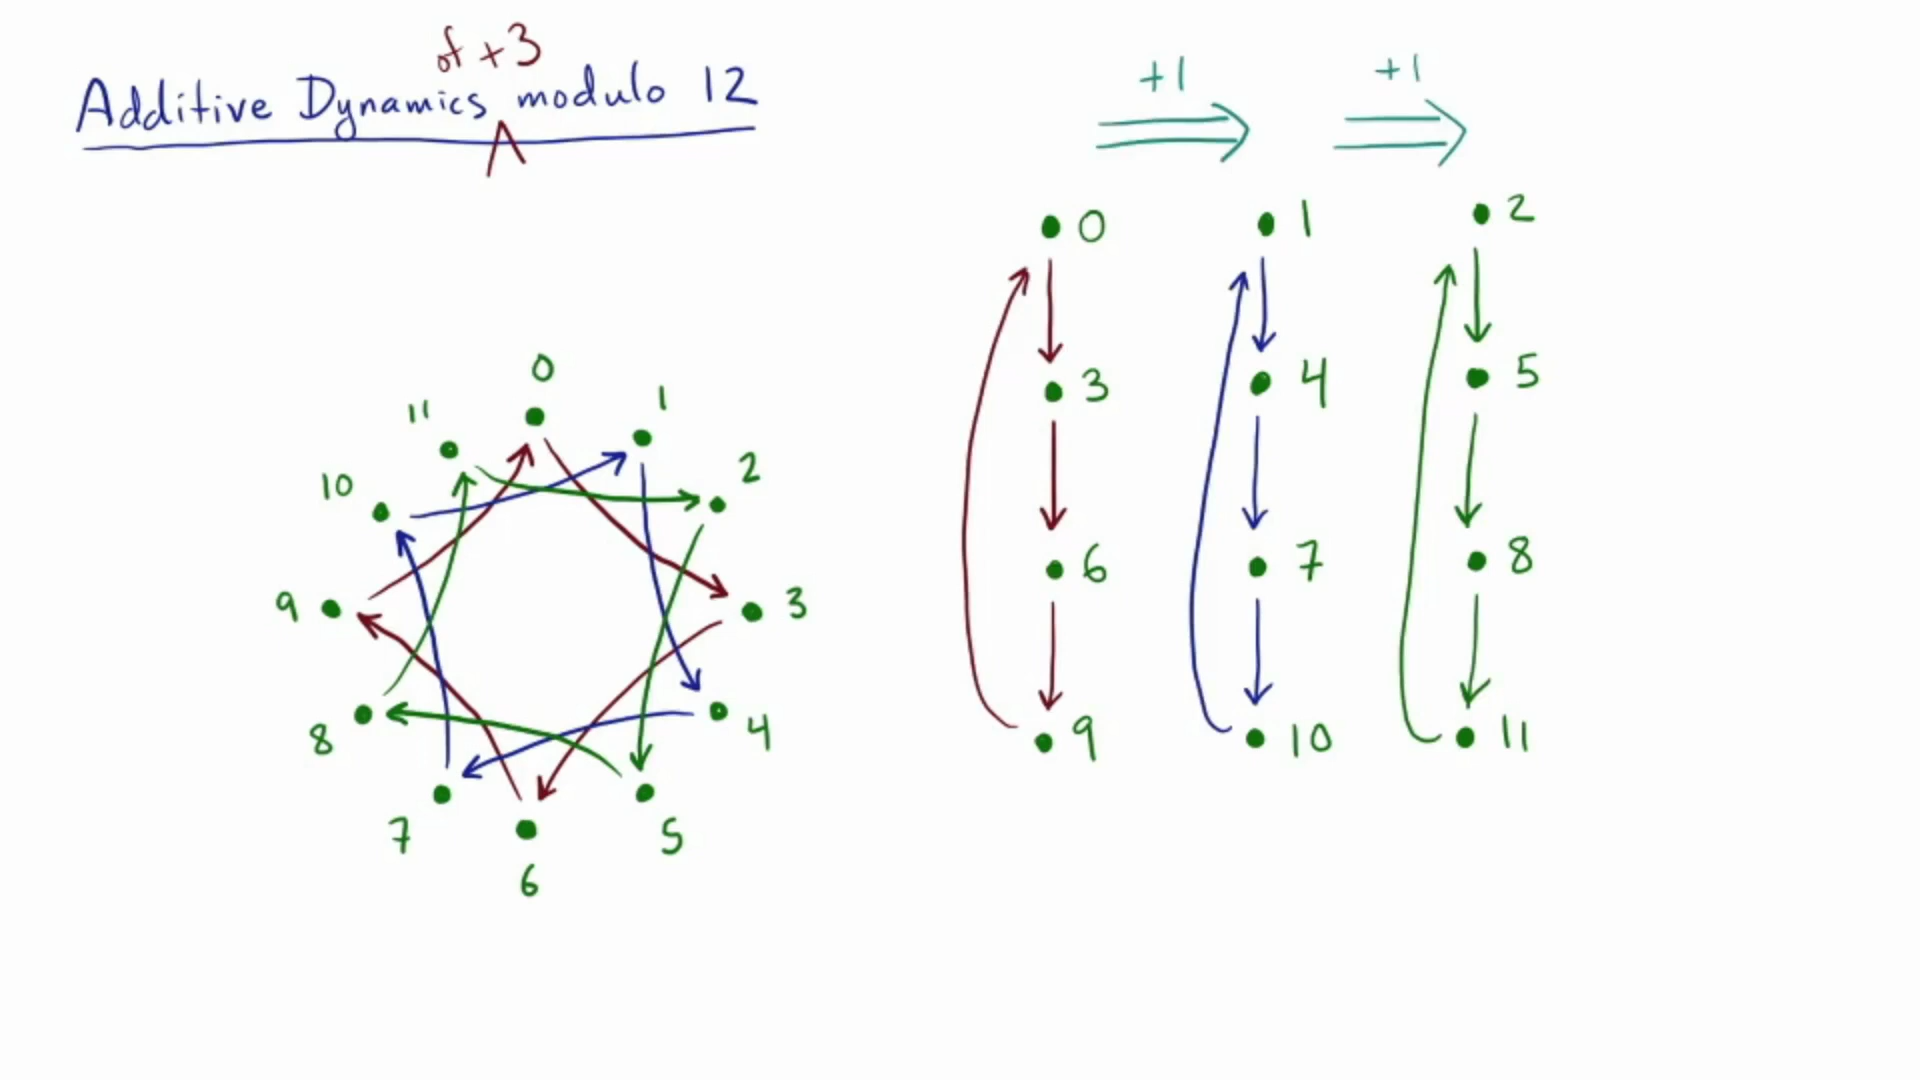 of +3
Additive Dynamics modulo 12
+1 +1
0 1 2
3 4 5
6 7 8
9 10 11
0
11 1
10 2
9 3
8 4
7 5
6